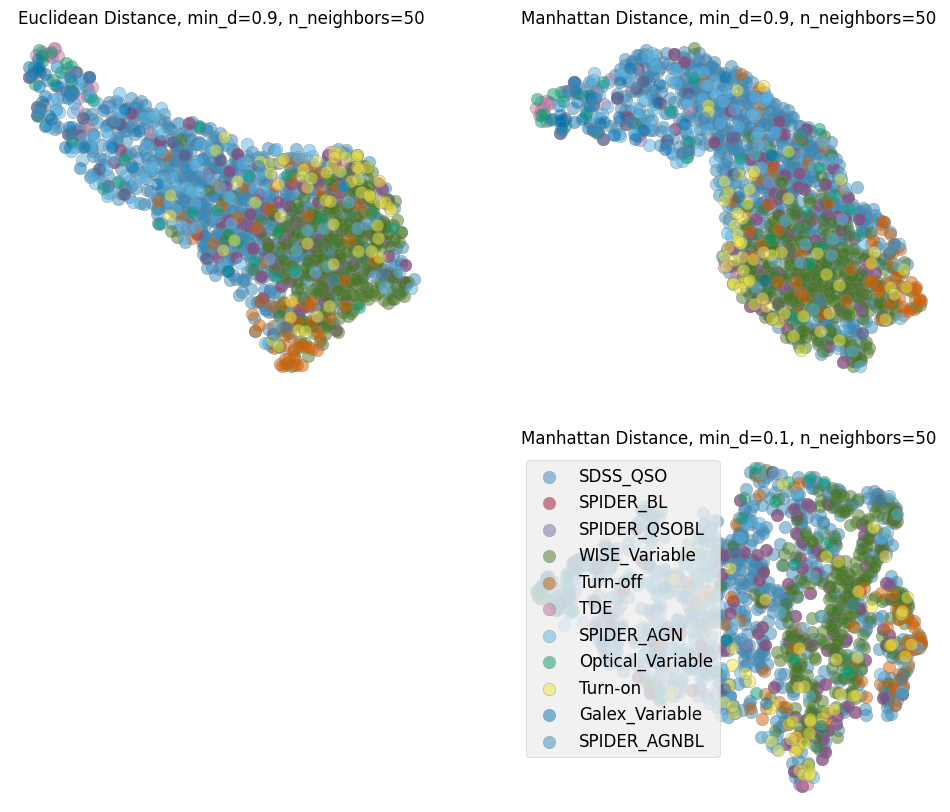 Euclidean Distance, min_d=0.9, n_neighbors=50
Manhattan Distance, min_d=0.9, n_neighbors=50
Manhattan Distance, min_d=0.1, n_neighbors=50
SDSS_QSO
SPIDER_BL
SPIDER_QSOBL
WISE_Variable
Turn-off
TDE
SPIDER_AGN
Optical_Variable
Turn-on
Galex_Variable
SPIDER_AGNBL